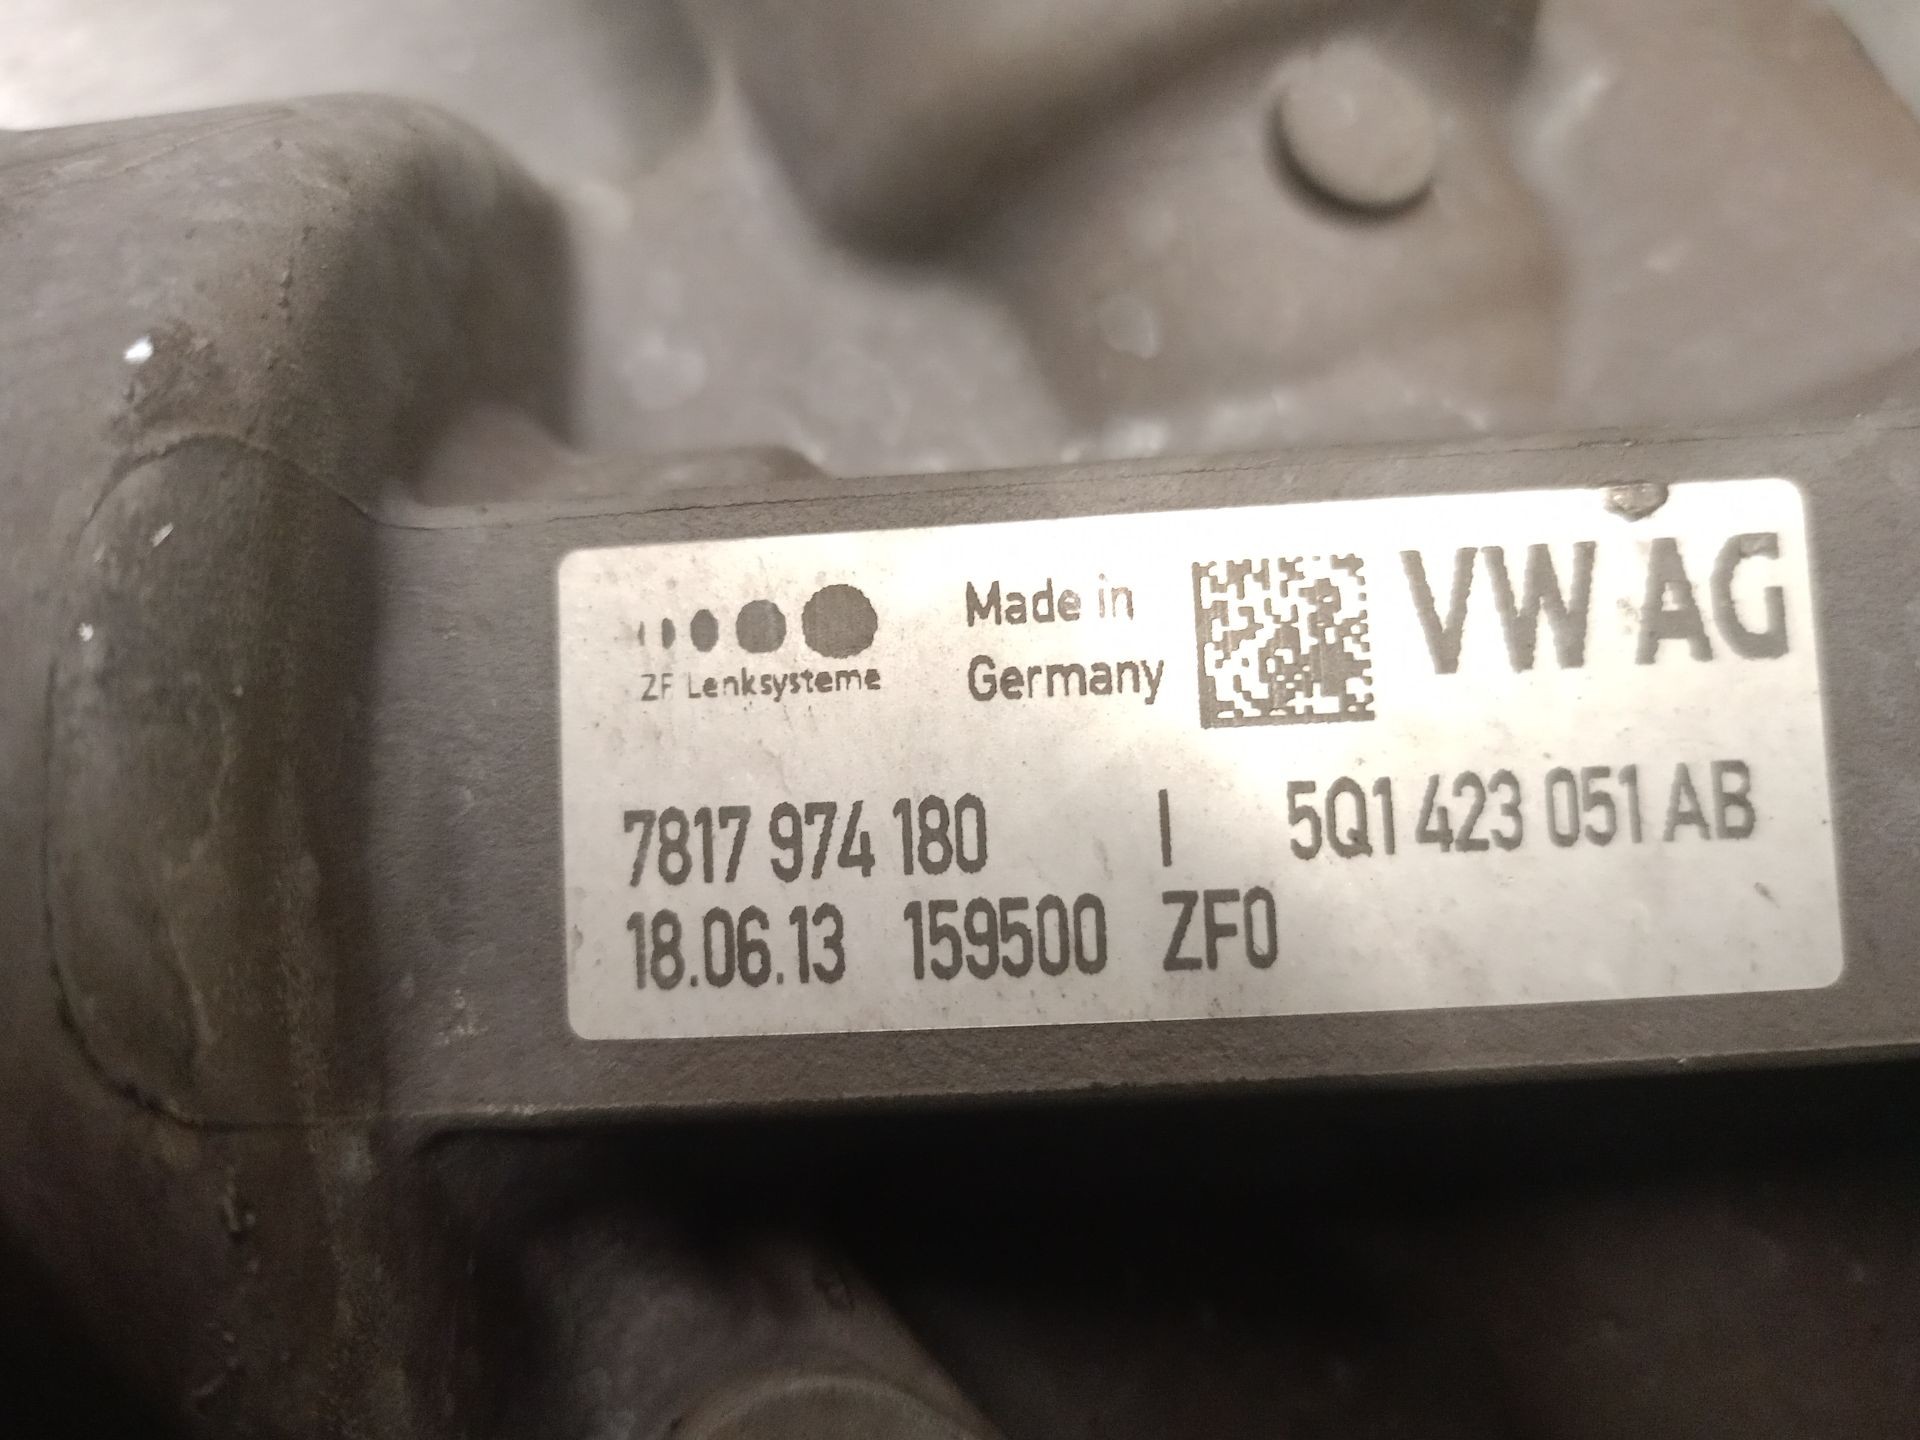 ZF Lenksysteme
Made in
Germany
VW AG
7817 974 180 I 5Q1 423 051 AB
18.06.13 159500 ZF0